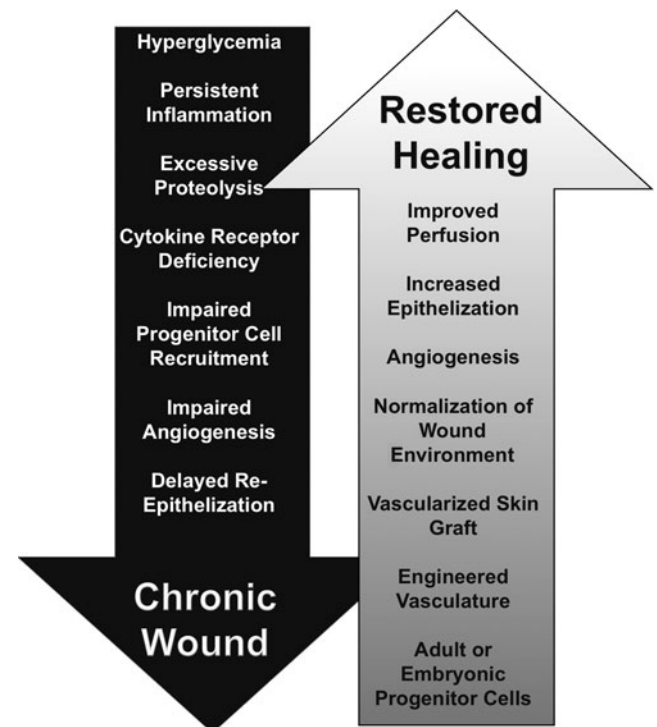 Hyperglycemia
Persistent
Inflammation
Excessive
Proteolysis
Cytokine Receptor
Deficiency
Impaired
Progenitor Cell
Recruitment
Impaired
Angiogenesis
Delayed Re-
Epithelization
Chronic
Wound
Restored
Healing
Improved
Perfusion
Increased
Epithelization
Angiogenesis
Normalization of
Wound
Environment
Vascularized Skin
Graft
Engineered
Vasculature
Adult or
Embryonic
Progenitor Cells